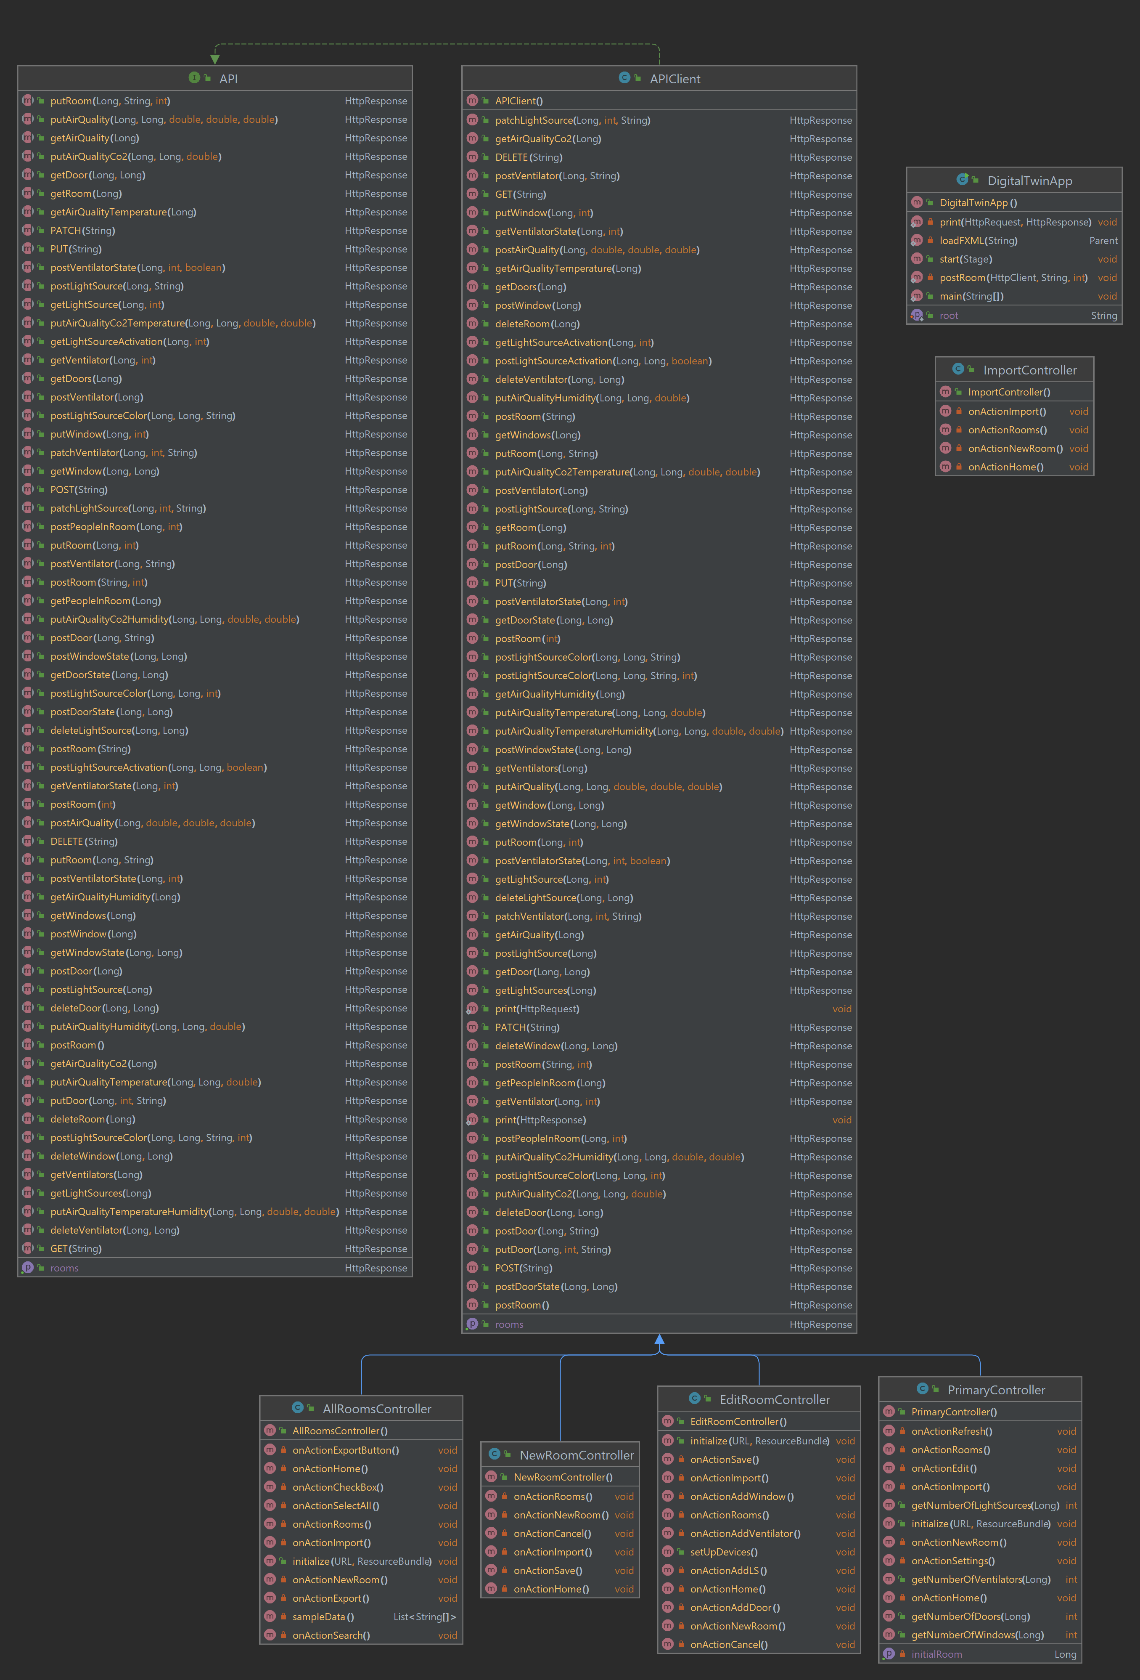 API
putRoom(Long, String, int) HttpResponse
putAirQuality(Long, Long, double, double, double) HttpResponse
getAirQuality(Long) HttpResponse
putAirQualityCo2(Long, Long, double) HttpResponse
getDoor(Long, Long) HttpResponse
getRoom(Long) HttpResponse
getAirQualityTemperature(Long) HttpResponse
PATCH(String) HttpResponse
PUT(String) HttpResponse
postVentilatorState(Long, int, boolean) HttpResponse
postLightSource(Long, String) HttpResponse
getLightSource(Long, int) HttpResponse
putAirQualityCo2Temperature(Long, Long, double, double) HttpResponse
getLightSourceActivation(Long, int) HttpResponse
getVentilator(Long, int) HttpResponse
getDoors(Long) HttpResponse
postVentilator(Long) HttpResponse
postLightSourceColor(Long, Long, String) HttpResponse
putWindow(Long, int) HttpResponse
patchVentilator(Long, int, String) HttpResponse
getWindow(Long, Long) HttpResponse
POST(String) HttpResponse
patchLightSource(Long, int, String) HttpResponse
postPeopleInRoom(Long, int) HttpResponse
putRoom(Long, int) HttpResponse
postVentilator(Long, String) HttpResponse
postRoom(String, int) HttpResponse
getPeopleInRoom(Long) HttpResponse
putAirQualityCo2Humidity(Long, Long, double, double) HttpResponse
postDoor(Long, String) HttpResponse
postWindowState(Long, Long) HttpResponse
getDoorState(Long, Long) HttpResponse
postLightSourceColor(Long, Long, int) HttpResponse
postDoorState(Long, Long) HttpResponse
deleteLightSource(Long, Long) HttpResponse
postRoom(String) HttpResponse
postLightSourceActivation(Long, Long, boolean) HttpResponse
getVentilatorState(Long, int) HttpResponse
postRoom(int) HttpResponse
postAirQuality(Long, double, double, double) HttpResponse
DELETE(String) HttpResponse
putRoom(Long, String) HttpResponse
postVentilatorState(Long, int) HttpResponse
getAirQualityHumidity(Long) HttpResponse
getWindows(Long) HttpResponse
postWindow(Long) HttpResponse
getWindowState(Long, Long) HttpResponse
postDoor(Long) HttpResponse
postLightSource(Long) HttpResponse
deleteDoor(Long, Long) HttpResponse
putAirQualityHumidity(Long, Long, double) HttpResponse
postRoom() HttpResponse
getAirQualityCo2(Long) HttpResponse
putAirQualityTemperature(Long, Long, double) HttpResponse
putDoor(Long, int, String) HttpResponse
deleteRoom(Long) HttpResponse
postLightSourceColor(Long, Long, String, int) HttpResponse
deleteWindow(Long, Long) HttpResponse
getVentilators(Long) HttpResponse
getLightSources(Long) HttpResponse
putAirQualityTemperatureHumidity(Long, Long, double, double) HttpResponse
deleteVentilator(Long, Long) HttpResponse
GET(String) HttpResponse
rooms HttpResponse
APIClient
APIClient()
patchLightSource(Long, int, String) HttpResponse
getAirQualityCo2(Long) HttpResponse
DELETE(String) HttpResponse
postVentilator(Long, String) HttpResponse
GET(String) HttpResponse
putWindow(Long, int) HttpResponse
getVentilatorState(Long, int) HttpResponse
postAirQuality(Long, double, double, double) HttpResponse
getAirQualityTemperature(Long) HttpResponse
getDoors(Long) HttpResponse
postWindow(Long) HttpResponse
deleteRoom(Long) HttpResponse
getLightSourceActivation(Long, int) HttpResponse
postLightSourceActivation(Long, Long, boolean) HttpResponse
deleteVentilator(Long, Long) HttpResponse
putAirQualityHumidity(Long, Long, double) HttpResponse
postRoom(String) HttpResponse
getWindows(Long) HttpResponse
putRoom(Long, String) HttpResponse
putAirQualityCo2Temperature(Long, Long, double, double) HttpResponse
postVentilator(Long) HttpResponse
postLightSource(Long, String) HttpResponse
getRoom(Long) HttpResponse
putRoom(Long, String, int) HttpResponse
postDoor(Long) HttpResponse
PUT(String) HttpResponse
postVentilatorState(Long, int) HttpResponse
getDoorState(Long, Long) HttpResponse
postRoom(int) HttpResponse
postLightSourceColor(Long, Long, String) HttpResponse
postLightSourceColor(Long, Long, String, int) HttpResponse
getAirQualityHumidity(Long) HttpResponse
putAirQualityTemperature(Long, Long, double) HttpResponse
putAirQualityTemperatureHumidity(Long, Long, double, double) HttpResponse
postWindowState(Long, Long) HttpResponse
getVentilators(Long) HttpResponse
putAirQuality(Long, Long, double, double, double) HttpResponse
getWindow(Long, Long) HttpResponse
getWindowState(Long, Long) HttpResponse
putRoom(Long, int) HttpResponse
postVentilatorState(Long, int, boolean) HttpResponse
getLightSource(Long, int) HttpResponse
deleteLightSource(Long, Long) HttpResponse
patchVentilator(Long, int, String) HttpResponse
getAirQuality(Long) HttpResponse
postLightSource(Long) HttpResponse
getDoor(Long, Long) HttpResponse
getLightSources(Long) HttpResponse
print(HttpRequest) void
PATCH(String) HttpResponse
deleteWindow(Long, Long) HttpResponse
postRoom(String, int) HttpResponse
getPeopleInRoom(Long) HttpResponse
getVentilator(Long, int) HttpResponse
print(HttpResponse) void
postPeopleInRoom(Long, int) HttpResponse
putAirQualityCo2Humidity(Long, Long, double, double) HttpResponse
postLightSourceColor(Long, Long, int) HttpResponse
putAirQualityCo2(Long, Long, double) HttpResponse
deleteDoor(Long, Long) HttpResponse
postDoor(Long, String) HttpResponse
putDoor(Long, int, String) HttpResponse
POST(String) HttpResponse
postDoorState(Long, Long) HttpResponse
postRoom() HttpResponse
rooms HttpResponse
DigitalTwinApp
DigitalTwinApp()
print(HttpRequest, HttpResponse) void
loadFXML(String) Parent
start(Stage) void
postRoom(HttpClient, String, int) void
main(String[]) void
root String
ImportController
ImportController()
onActionImport() void
onActionRooms() void
onActionNewRoom() void
onActionHome() void
AllRoomsController
AllRoomsController()
onActionExportButton() void
onActionHome() void
onActionCheckBox() void
onActionSelectAll() void
onActionRooms() void
onActionImport() void
initialize(URL, ResourceBundle) void
onActionNewRoom() void
onActionExport() void
sampleData() List<String[]>
onActionSearch() void
NewRoomController
NewRoomController()
onActionRooms() void
onActionNewRoom() void
onActionCancel() void
onActionImport() void
onActionSave() void
onActionHome() void
EditRoomController
EditRoomController()
initialize(URL, ResourceBundle) void
onActionSave() void
onActionImport() void
onActionAddWindow() void
onActionRooms() void
onActionAddVentilator() void
setUpDevices() void
onActionAddLS() void
onActionHome() void
onActionAddDoor() void
onActionNewRoom() void
onActionCancel() void
PrimaryController
PrimaryController()
onActionRefresh() void
onActionRooms() void
onActionEdit() void
onActionImport() void
getNumberOfLightSources(Long) int
initialize(URL, ResourceBundle) void
onActionNewRoom() void
onActionSettings() void
getNumberOfVentilators(Long) int
onActionHome() void
getNumberOfDoors(Long) int
getNumberOfWindows(Long) int
initialRoom Long